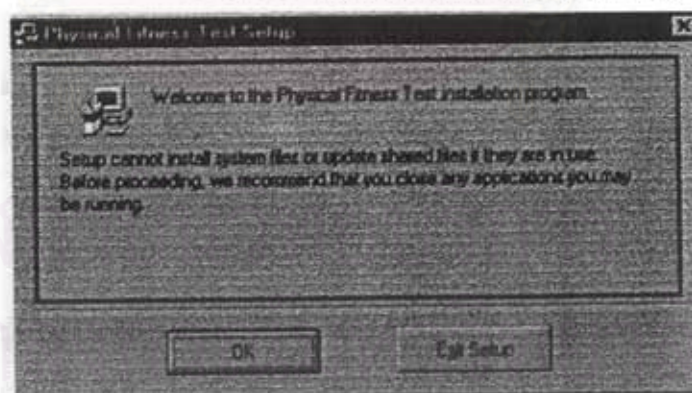 Physical Fitness Test Setup
Welcome to the Physical Fitness Test installation program.
Setup cannot install system files or update shared files if they are in use.
Before proceeding, we recommend that you close any applications you may
be running.
OK
Exit Setup